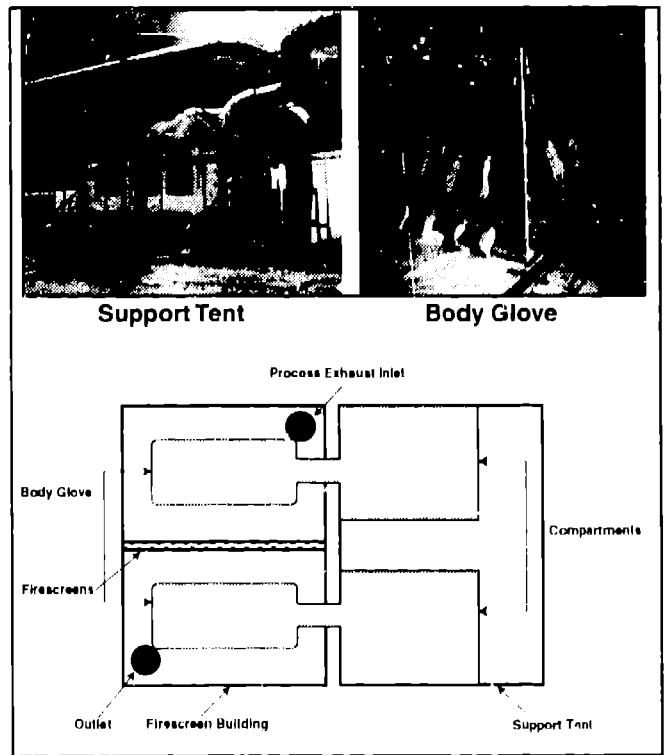 Support Tent
Body Glove
Process Exhaust Inlet
Body Glove
Compartments
Firescreens
Outlet
Firescreen Building
Support Tent